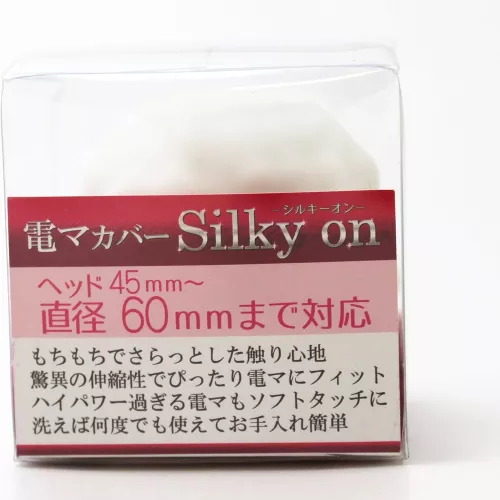 電マカバー Silky on
-シルキーオン-
ヘッド 45mm～
直径 60mmまで対応
もちもちでさらっとした触り心地
驚異の伸縮性でぴったり電マにフィット
ハイパワー過ぎる電マもソフトタッチに
洗えば何度でも使えてお手入れ簡単